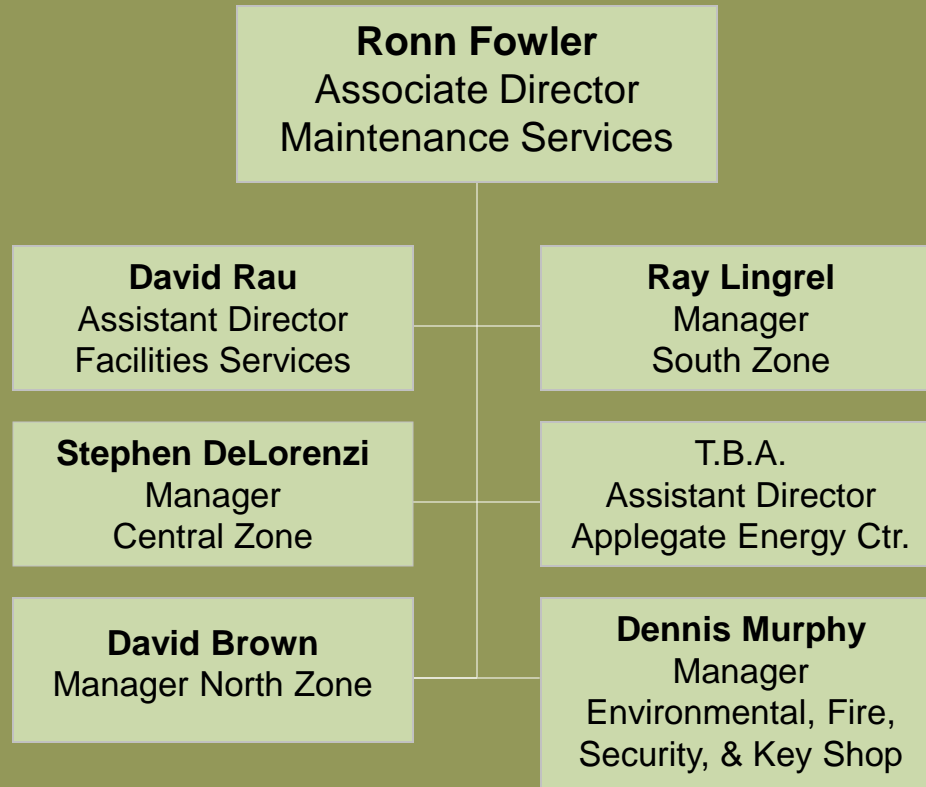 Ronn Fowler
Associate Director
Maintenance Services
David Rau
Assistant Director
Facilities Services
Ray Lingrel
Manager
South Zone
Stephen DeLorenzi
Manager
Central Zone
T.B.A.
Assistant Director
Applegate Energy Ctr.
David Brown
Manager North Zone
Dennis Murphy
Manager
Environmental, Fire,
Security, & Key Shop